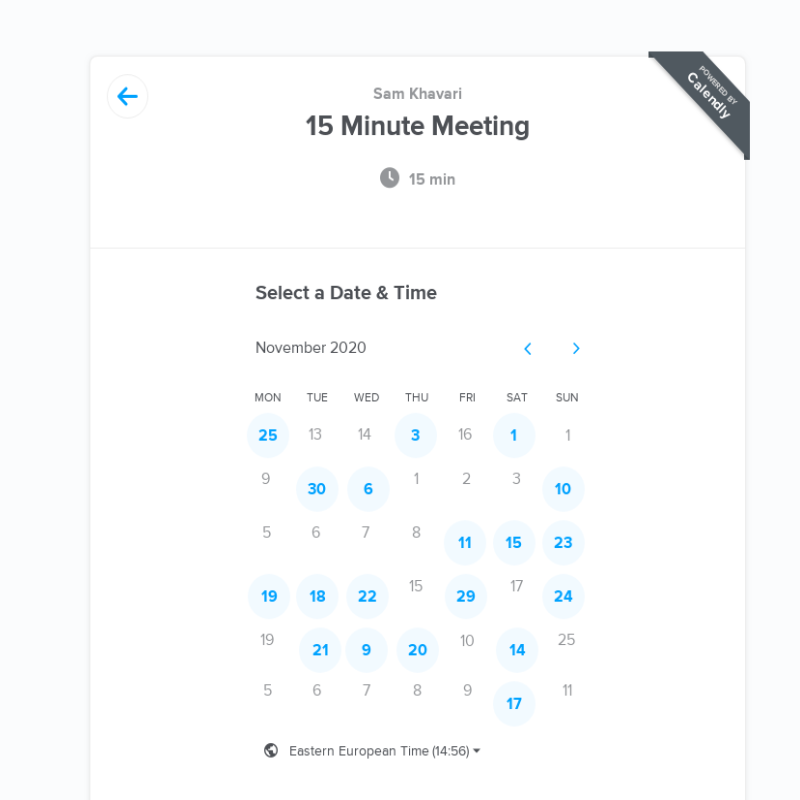 POWERED BY
Calendly
Sam Khavari
15 Minute Meeting
15 min
Select a Date & Time
November 2020
MON TUE WED THU FRI SAT SUN
25 13 14 3 16 1 1
9 30 6 1 2 3 10
5 6 7 8 11 15 23
19 18 22 15 29 17 24
19 21 9 20 10 14 25
5 6 7 8 9 17 11
Eastern European Time (14:56)